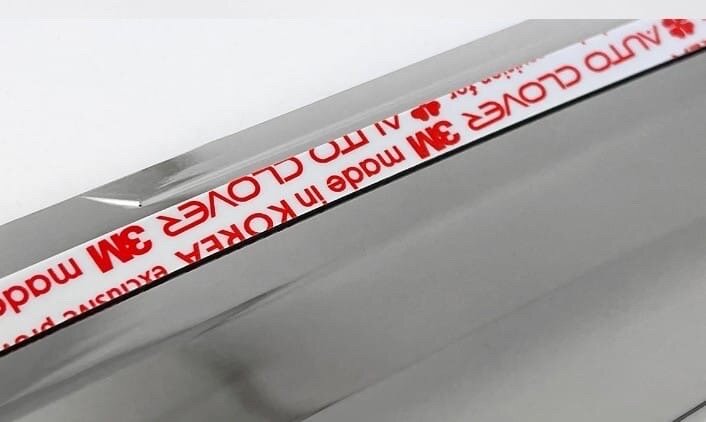 AUTO CLOVER 3M made in KOREA
AUTO CLOVER 3M made
exclusive